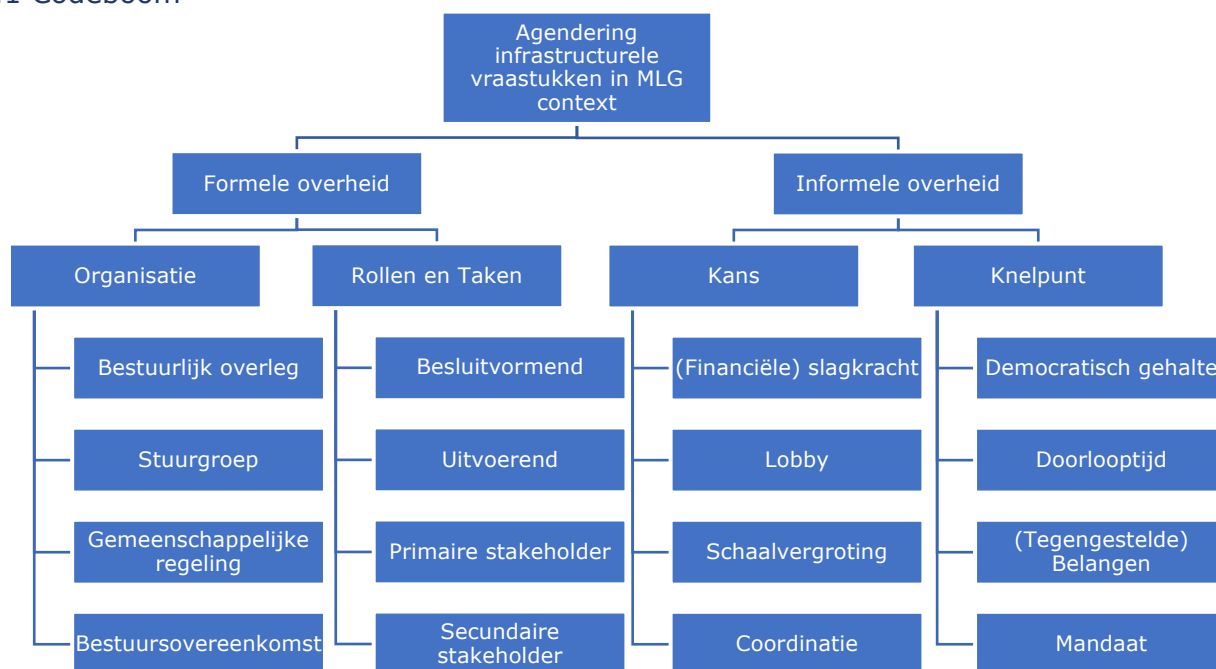 Codeboom
Agendering
infrastructurele
vraastukken in MLG
context
Formele overheid
Informele overheid
Organisatie
Rollen en Taken
Kans
Knelpunt
Bestuurlijk overleg
Besluitvormend
(Financiële) slagkracht
Democratisch gehalte
Stuurgroep
Uitvoerend
Lobby
Doorlooptijd
Gemeenschappelijke
regeling
Primaire stakeholder
Schaalvergroting
(Tegengestelde)
Belangen
Bestuursovereenkomst
Secundaire
stakeholder
Coordinatie
Mandaat